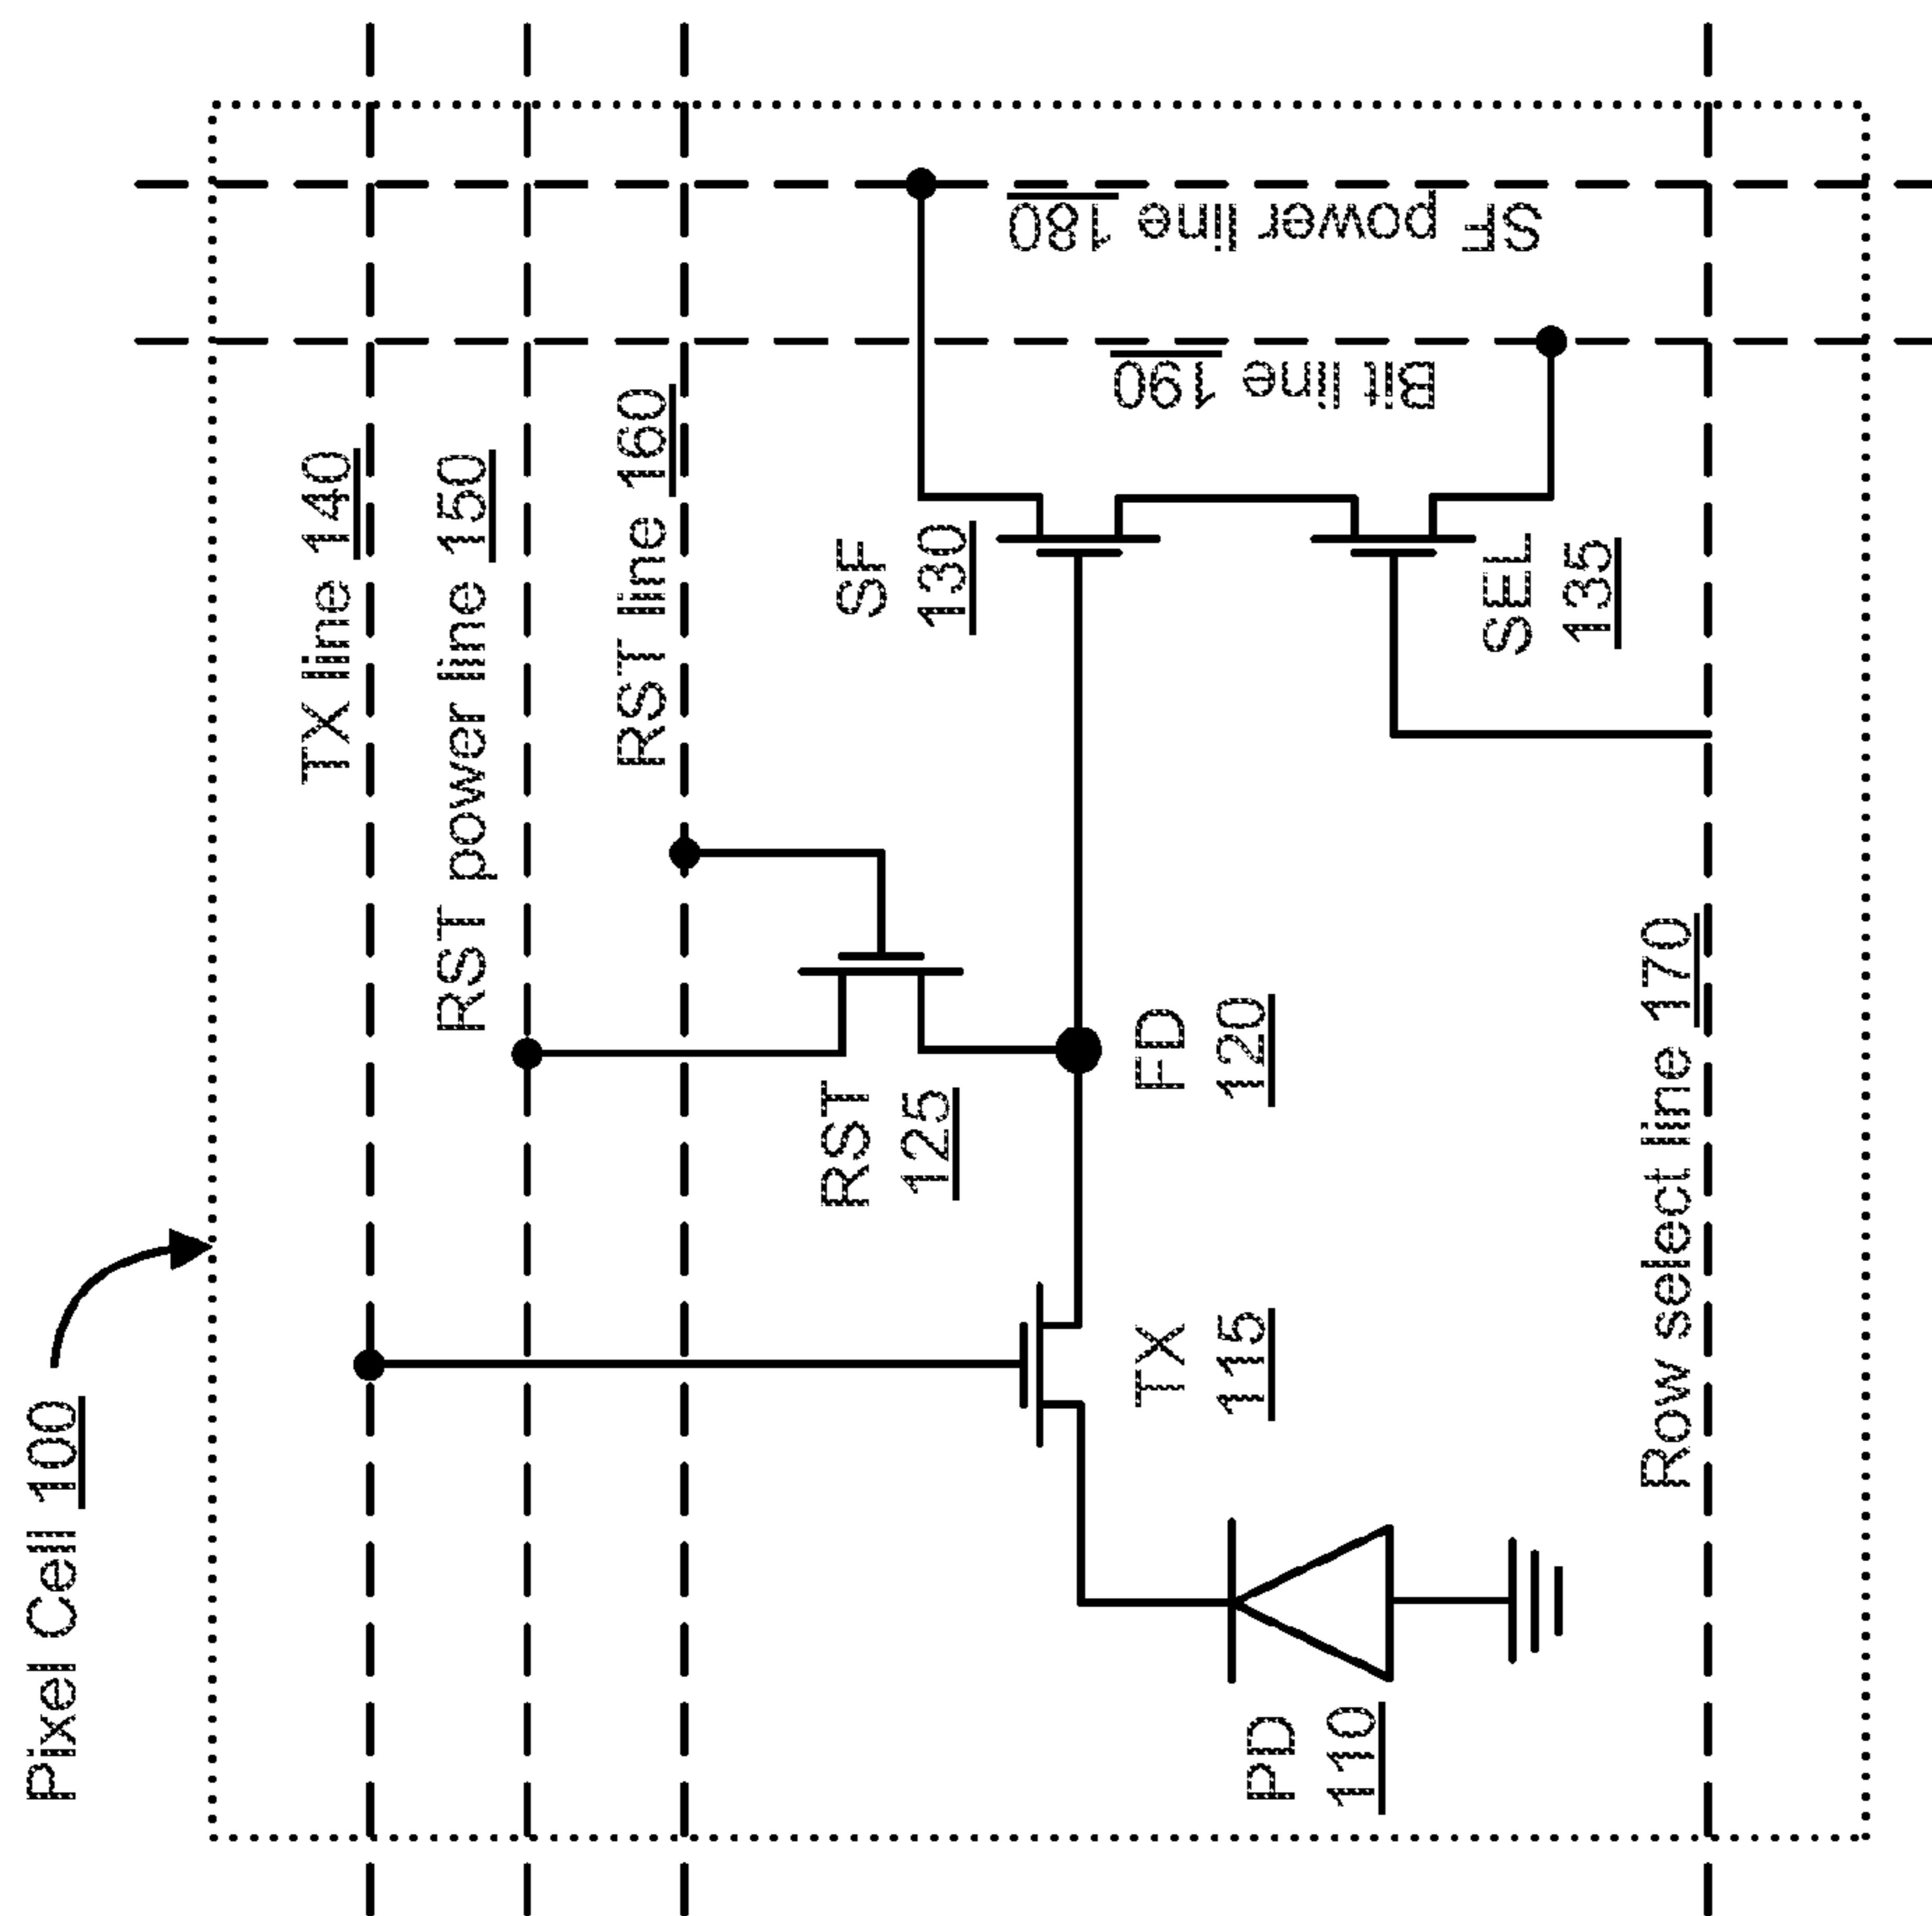 Pixel Cell 100
TX line 140
RST power line 150
RST line 160
RST
125
SF
130
SF power line 180
Bit line 190
FD
120
TX
115
PD
110
SEL
135
Row select line 170